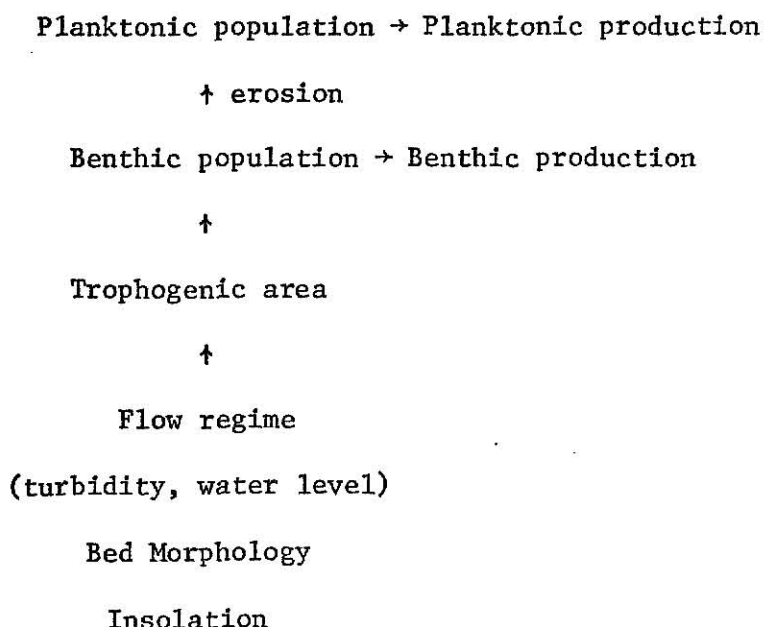 Planktonic population → Planktonic production
↑ erosion
Benthic population → Benthic production
↑
Trophogenic area
↑
Flow regime
(turbidity, water level)
Bed Morphology
Insolation